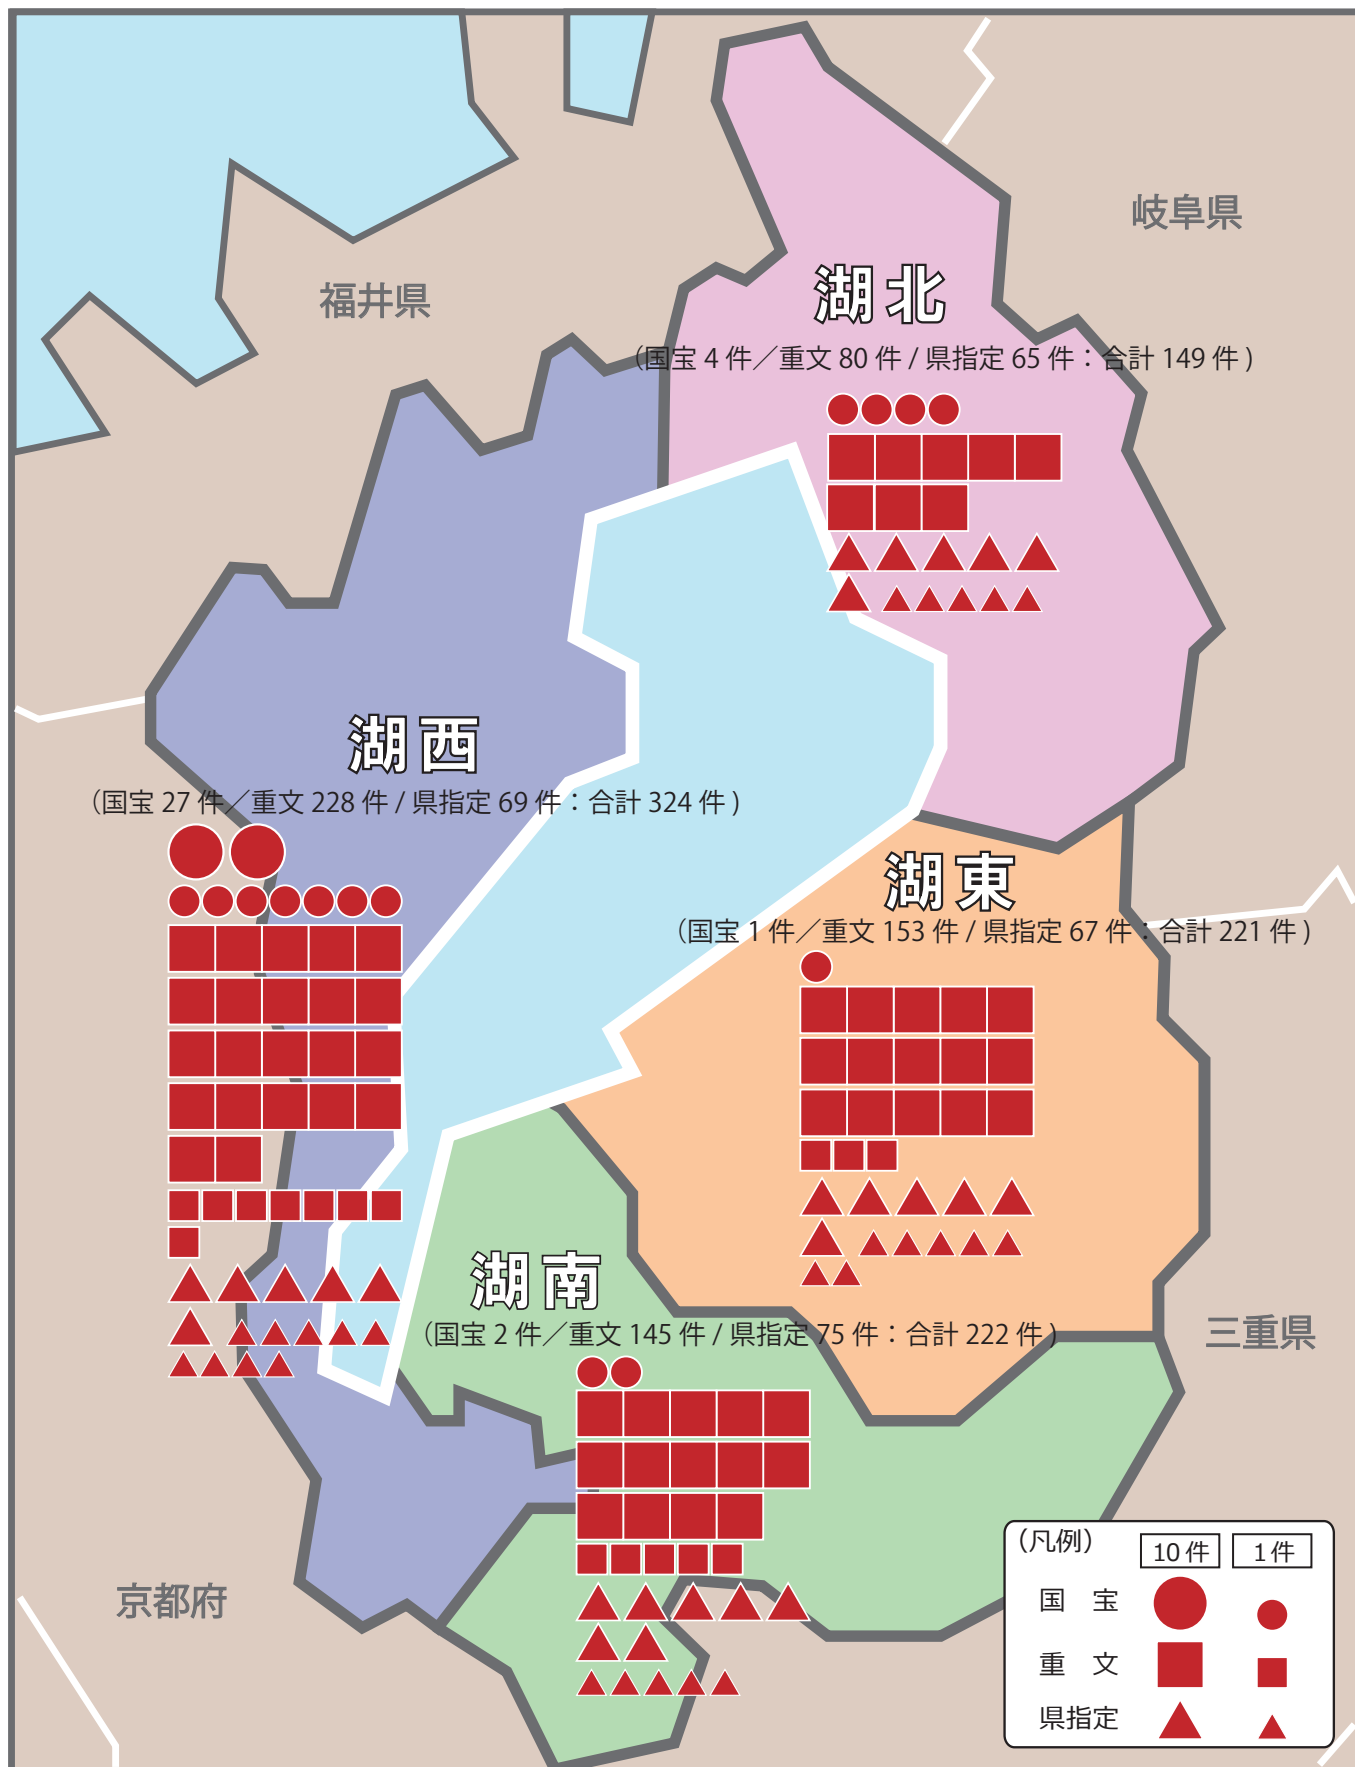 岐阜県
福井県
湖北
（国宝 4 件／重文 80 件 / 県指定 65 件：合計 149 件 )
湖西
（国宝 27 件／重文 228 件 / 県指定 69 件：合計 324 件 )
湖東
（国宝 1 件／重文 153 件 / 県指定 67 件：合計 221 件 )
湖南
（国宝 2 件／重文 145 件 / 県指定 75 件：合計 222 件 )
三重県
京都府
（凡例）
10 件
1 件
国　宝
重　文
県指定